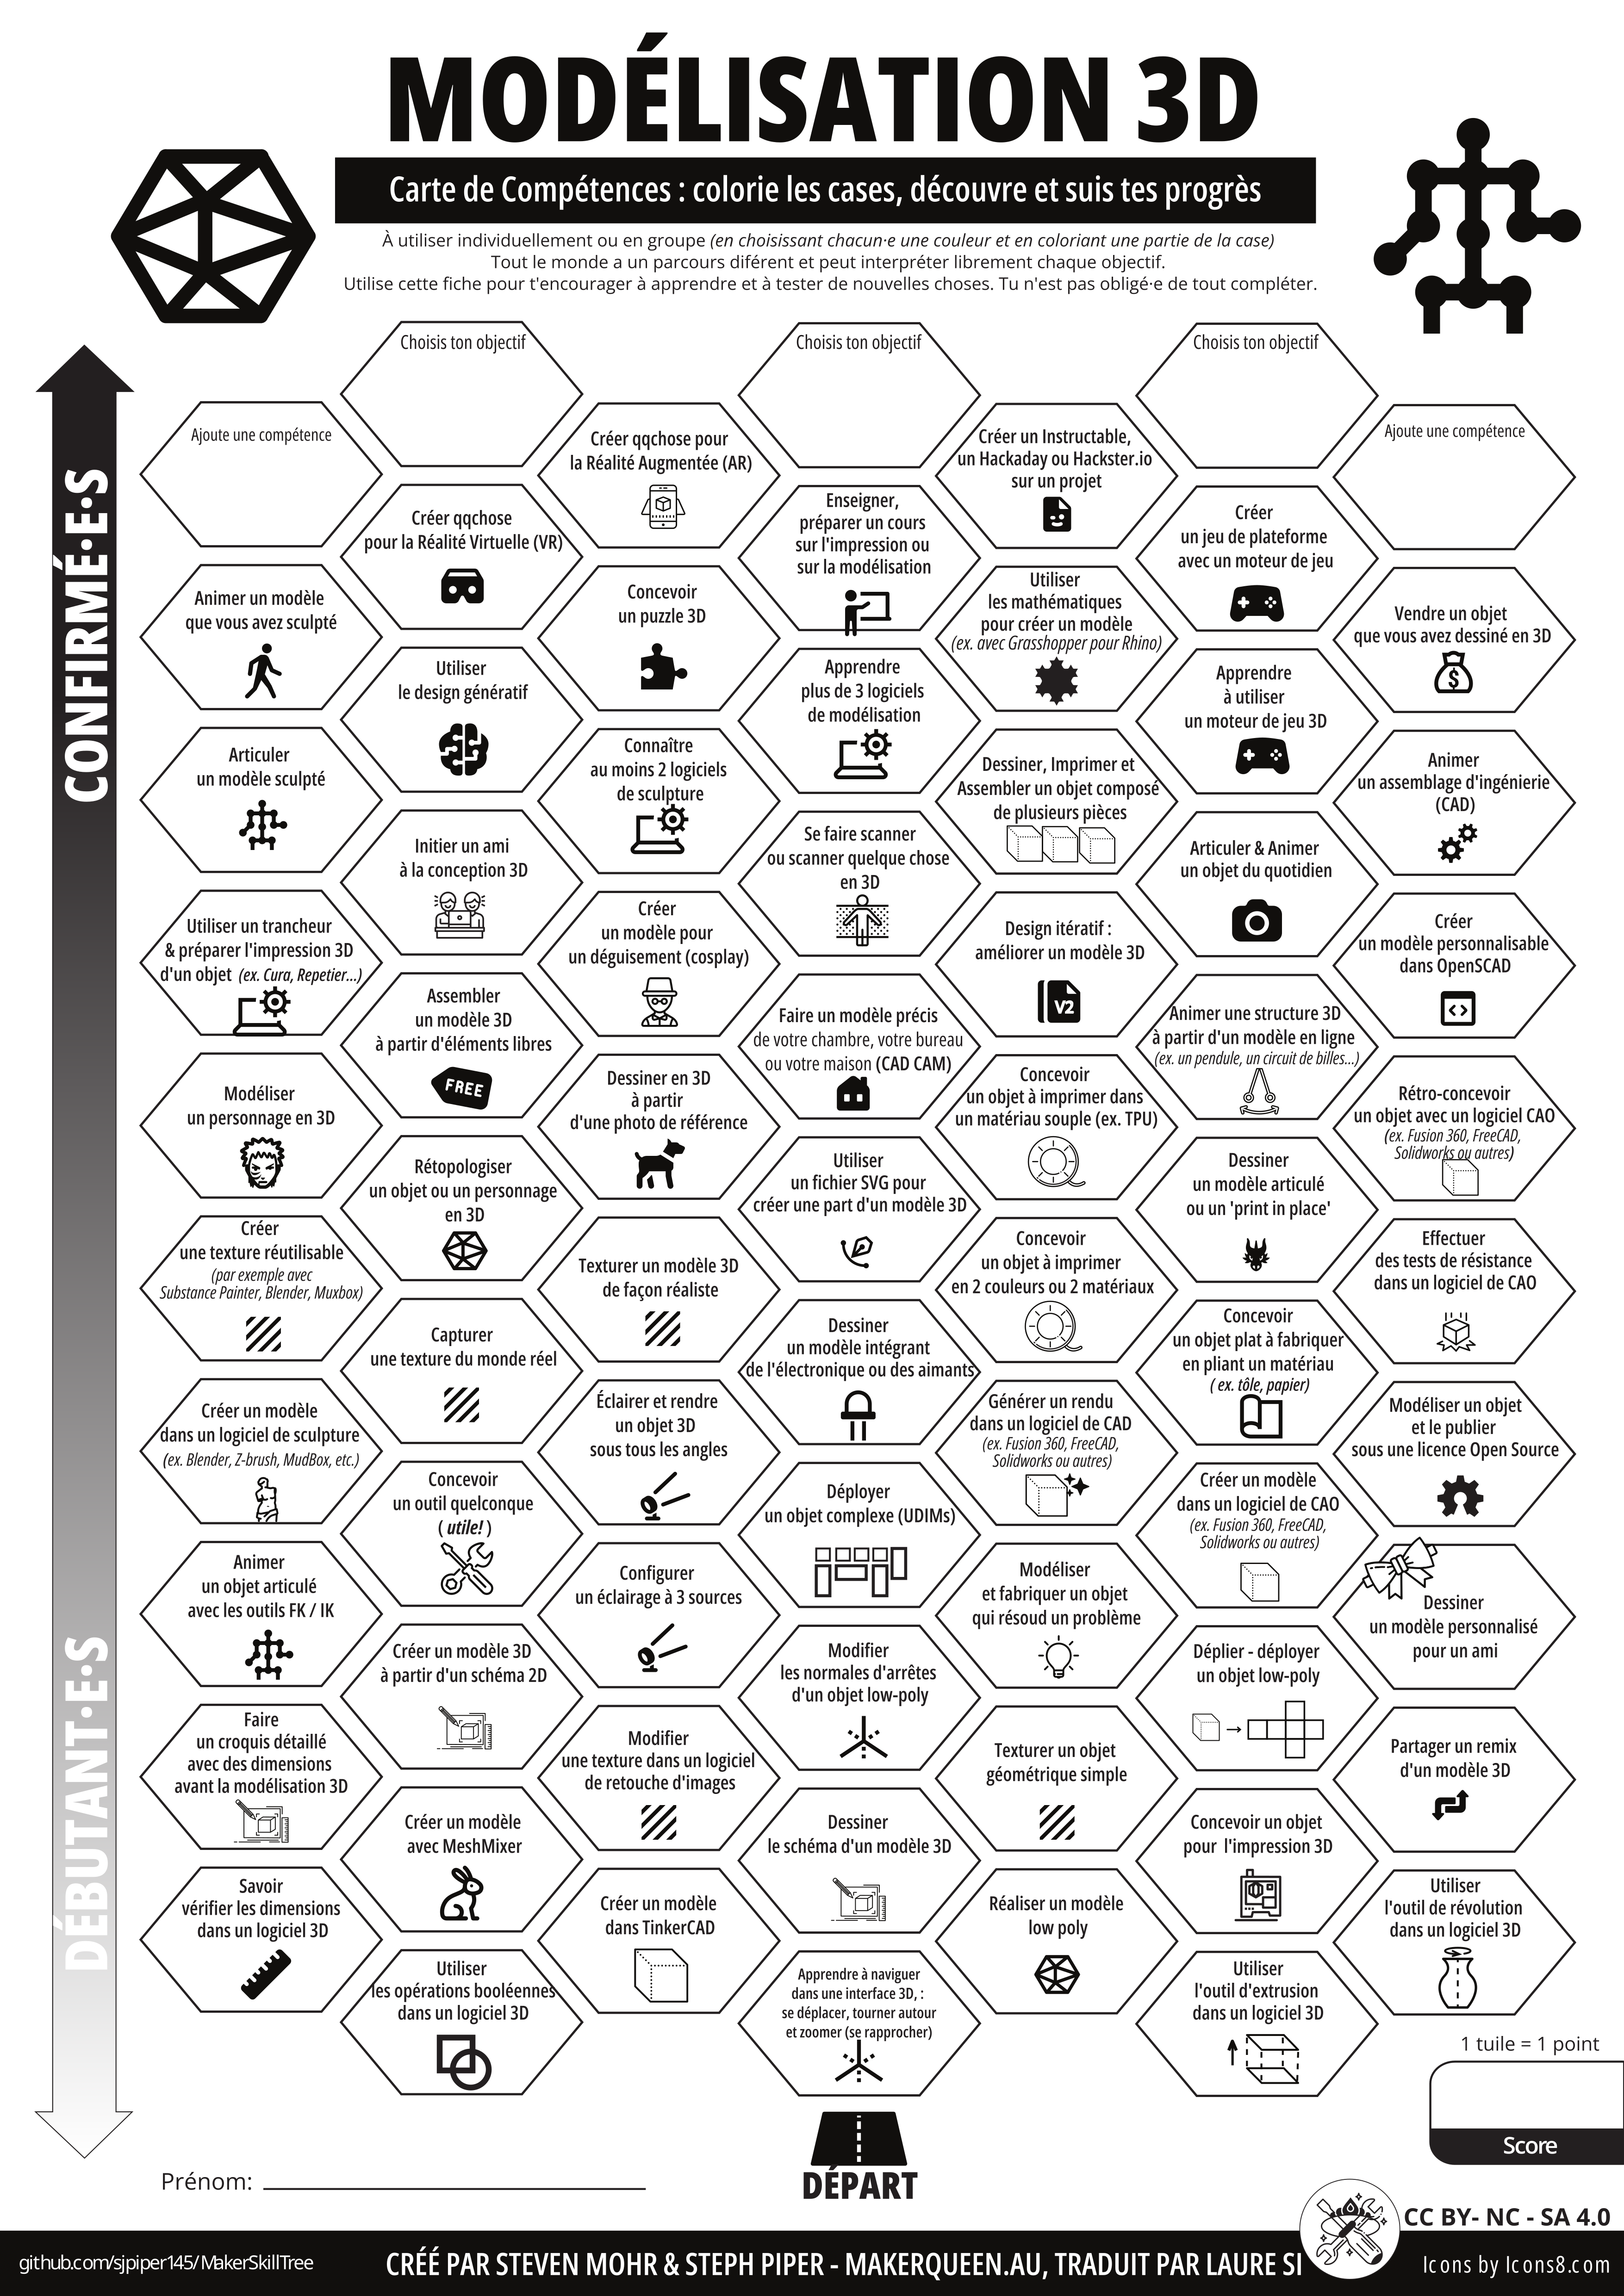 MODÉLISATION 3D
Carte de Compétences : colorie les cases, découvre et suis tes progrès
À utiliser individuellement ou en groupe (en choisissant chacun·e une couleur et en coloriant une partie de la case)
Tout le monde a un parcours diférent et peut interpréter librement chaque objectif.
Utilise cette fiche pour t'encourager à apprendre et à tester de nouvelles choses. Tu n'est pas obligé·e de tout compléter.
CONFIRMÉ·E·S
DÉBUTANT·E·S
Ajoute une compétence
Animer un modèle
que vous avez sculpté
Articuler
un modèle sculpté
Utiliser un trancheur
& préparer l'impression 3D
d'un objet (ex. Cura, Repetier...)
Modéliser
un personnage en 3D
Créer
une texture réutilisable
(par exemple avec
Substance Painter, Blender, Muxbox)
Créer un modèle
dans un logiciel de sculpture
(ex. Blender, Z-brush, MudBox, etc.)
Animer
un objet articulé
avec les outils FK / IK
Faire
un croquis détaillé
avec des dimensions
avant la modélisation 3D
Savoir
vérifier les dimensions
dans un logiciel 3D
Choisis ton objectif
Créer qqchose
pour la Réalité Virtuelle (VR)
Utiliser
le design génératif
Initier un ami
à la conception 3D
Assembler
un modèle 3D
à partir d'éléments libres
FREE
Rétopologiser
un objet ou un personnage
en 3D
Capturer
une texture du monde réel
Concevoir
un outil quelconque
( utile! )
Créer un modèle 3D
à partir d'un schéma 2D
Créer un modèle
avec MeshMixer
Utiliser
les opérations booléennes
dans un logiciel 3D
Créer qqchose pour
la Réalité Augmentée (AR)
Concevoir
un puzzle 3D
Connaître
au moins 2 logiciels
de sculpture
Créer
un modèle pour
un déguisement (cosplay)
Dessiner en 3D
à partir
d'une photo de référence
Texturer un modèle 3D
de façon réaliste
Éclairer et rendre
un objet 3D
sous tous les angles
Configurer
un éclairage à 3 sources
Modifier
une texture dans un logiciel
de retouche d'images
Créer un modèle
dans TinkerCAD
Choisis ton objectif
Enseigner,
préparer un cours
sur l'impression ou
sur la modélisation
Apprendre
plus de 3 logiciels
de modélisation
Se faire scanner
ou scanner quelque chose
en 3D
Faire un modèle précis
de votre chambre, votre bureau
ou votre maison (CAD CAM)
Utiliser
un fichier SVG pour
créer une part d'un modèle 3D
Dessiner
un modèle intégrant
de l'électronique ou des aimants
Déployer
un objet complexe (UDIMs)
Modifier
les normales d'arrêtes
d'un objet low-poly
Dessiner
le schéma d'un modèle 3D
Apprendre à naviguer
dans une interface 3D, :
se déplacer, tourner autour
et zoomer (se rapprocher)
Créer un Instructable,
un Hackaday ou Hackster.io
sur un projet
Utiliser
les mathématiques
pour créer un modèle
(ex. avec Grasshopper pour Rhino)
Dessiner, Imprimer et
Assembler un objet composé
de plusieurs pièces
Design itératif :
améliorer un modèle 3D
V2
Concevoir
un objet à imprimer dans
un matériau souple (ex. TPU)
Concevoir
un objet à imprimer
en 2 couleurs ou 2 matériaux
Générer un rendu
dans un logiciel de CAD
(ex. Fusion 360, FreeCAD,
Solidworks ou autres)
Modéliser
et fabriquer un objet
qui résoud un problème
Texturer un objet
géométrique simple
Réaliser un modèle
low poly
Choisis ton objectif
Créer
un jeu de plateforme
avec un moteur de jeu
Apprendre
à utiliser
un moteur de jeu 3D
Articuler & Animer
un objet du quotidien
Animer une structure 3D
à partir d'un modèle en ligne
(ex. un pendule, un circuit de billes...)
Dessiner
un modèle articulé
ou un 'print in place'
Concevoir
un objet plat à fabriquer
en pliant un matériau
( ex. tôle, papier)
Créer un modèle
dans un logiciel de CAO
(ex. Fusion 360, FreeCAD,
Solidworks ou autres)
Déplier - déployer
un objet low-poly
Concevoir un objet
pour l'impression 3D
Utiliser
l'outil d'extrusion
dans un logiciel 3D
Ajoute une compétence
Vendre un objet
que vous avez dessiné en 3D
$
Animer
un assemblage d'ingénierie
(CAD)
Créer
un modèle personnalisable
dans OpenSCAD
Rétro-concevoir
un objet avec un logiciel CAO
(ex. Fusion 360, FreeCAD,
Solidworks ou autres)
Effectuer
des tests de résistance
dans un logiciel de CAO
Modéliser un objet
et le publier
sous une licence Open Source
Dessiner
un modèle personnalisé
pour un ami
Partager un remix
d'un modèle 3D
Utiliser
l'outil de révolution
dans un logiciel 3D
1 tuile = 1 point
Score
DÉPART
Prénom:
CC BY- NC - SA 4.0
github.com/sjpiper145/MakerSkillTree
CRÉÉ PAR STEVEN MOHR & STEPH PIPER - MAKERQUEEN.AU, TRADUIT PAR LAURE SI
Icons by Icons8.com